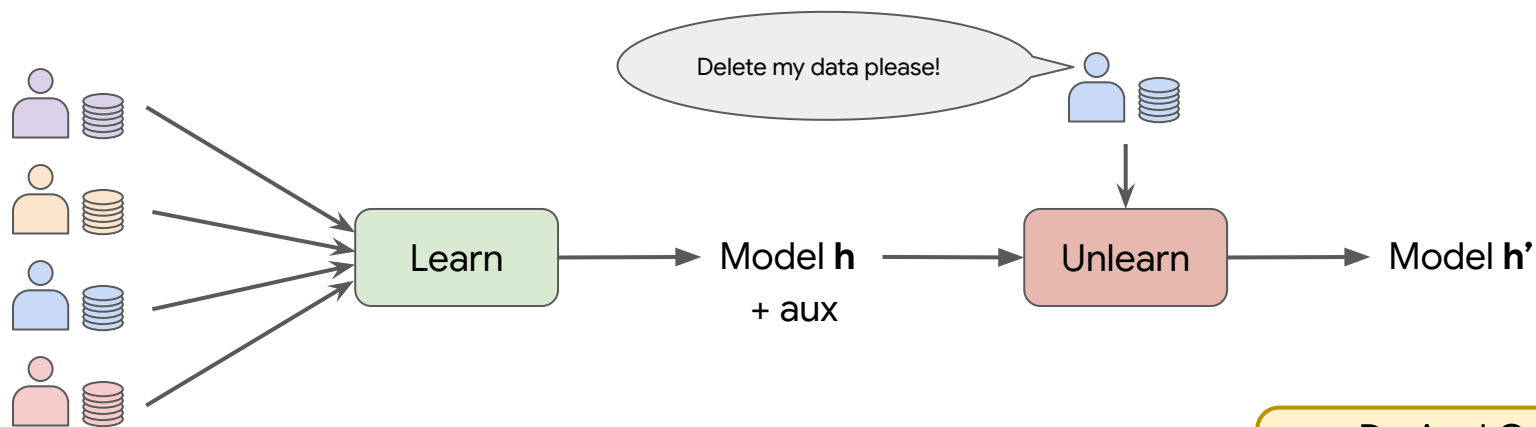 Delete my data please!
Learn
Model h
+ aux
Unlearn
Model h’